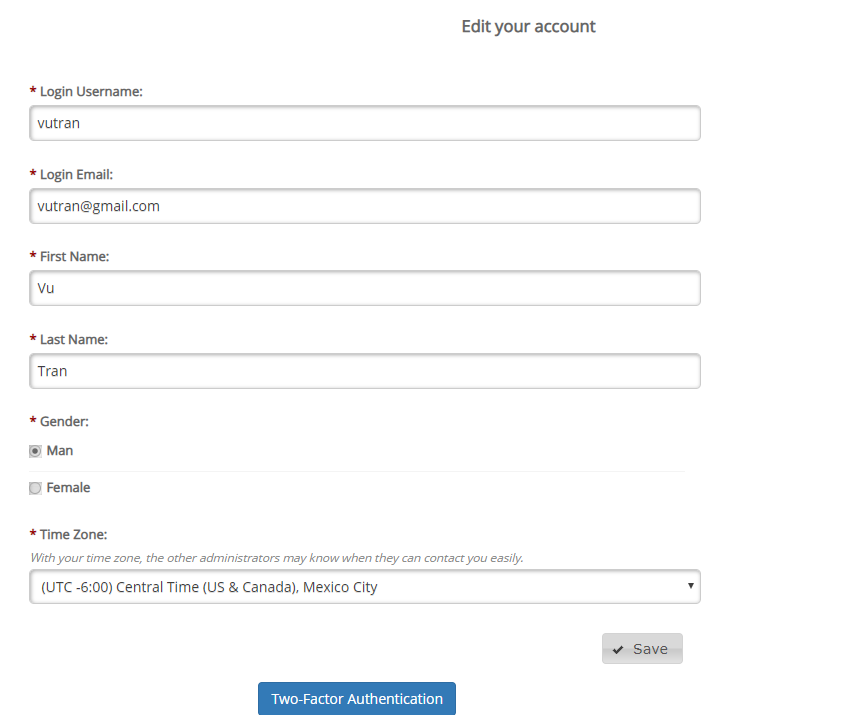 Edit your account
* Login Username:
vutran
* Login Email:
vutran@gmail.com
* First Name:
Vu
* Last Name:
Tran
* Gender:
Man
Female
* Time Zone:
With your time zone, the other administrators may know when they can contact you easily.
(UTC -6:00) Central Time (US & Canada), Mexico City
Save
Two-Factor Authentication